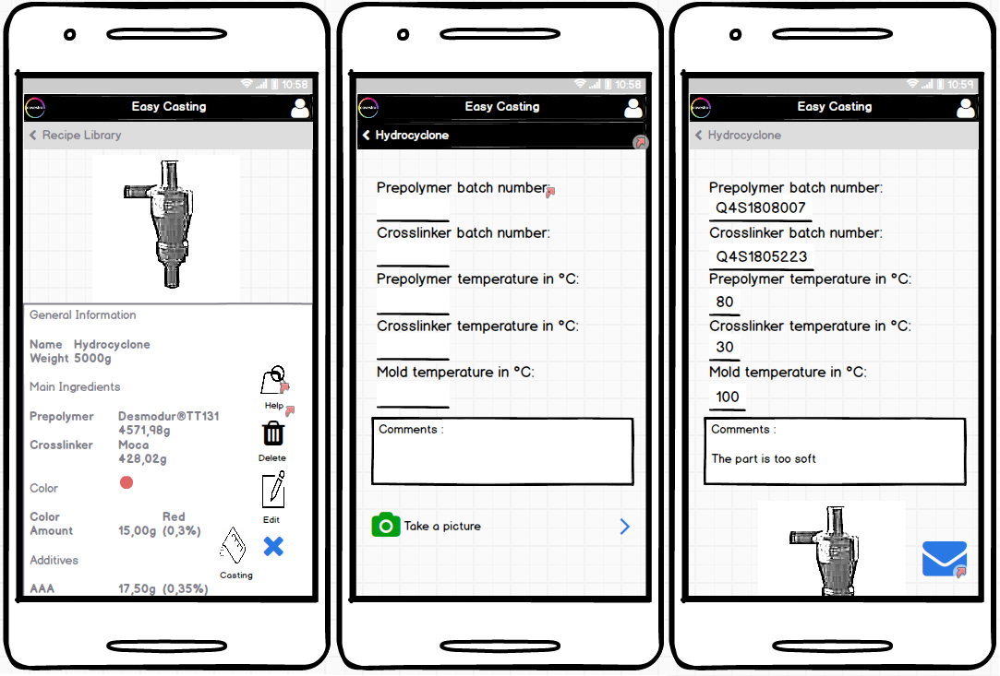 10:58
covestro Easy Casting
Recipe Library
General Information
Name Hydrocyclone
Weight 5000g
Main Ingredients
Prepolymer Desmodur®TT131
4571,98g
Crosslinker Moca
428,02g
Color
Color Red
Amount 15,00g (0,3%)
Additives
AAA 17,50g (0,35%)
Help
Delete
Edit
Casting
10:58
covestro Easy Casting
Hydrocyclone
Prepolymer batch number:
Crosslinker batch number:
Prepolymer temperature in °C:
Crosslinker temperature in °C:
Mold temperature in °C:
Comments :
Take a picture
10:59
covestro Easy Casting
Hydrocyclone
Prepolymer batch number:
Q4S1808007
Crosslinker batch number:
Q4S1805223
Prepolymer temperature in °C:
80
Crosslinker temperature in °C:
30
Mold temperature in °C:
100
Comments :
The part is too soft